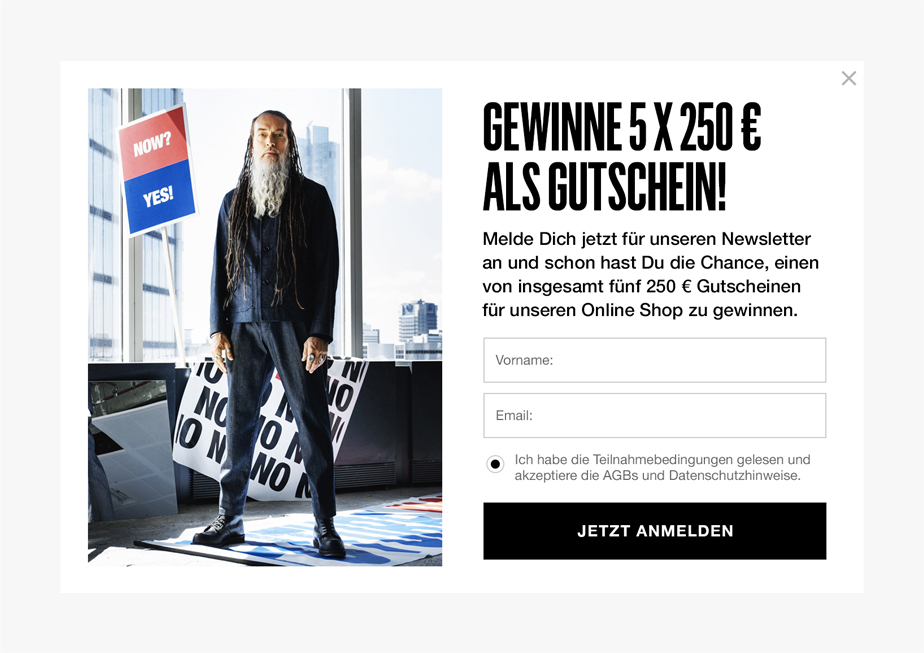 NOW?
YES!
NO
NO NO
NO NO NO
NO NO
GEWINNE 5 X 250 €
ALS GUTSCHEIN!
Melde Dich jetzt für unseren Newsletter
an und schon hast Du die Chance, einen
von insgesamt fünf 250 € Gutscheinen
für unseren Online Shop zu gewinnen.
Vorname:
Email:
Ich habe die Teilnahmebedingungen gelesen und
akzeptiere die AGBs und Datenschutzhinweise.
JETZT ANMELDEN